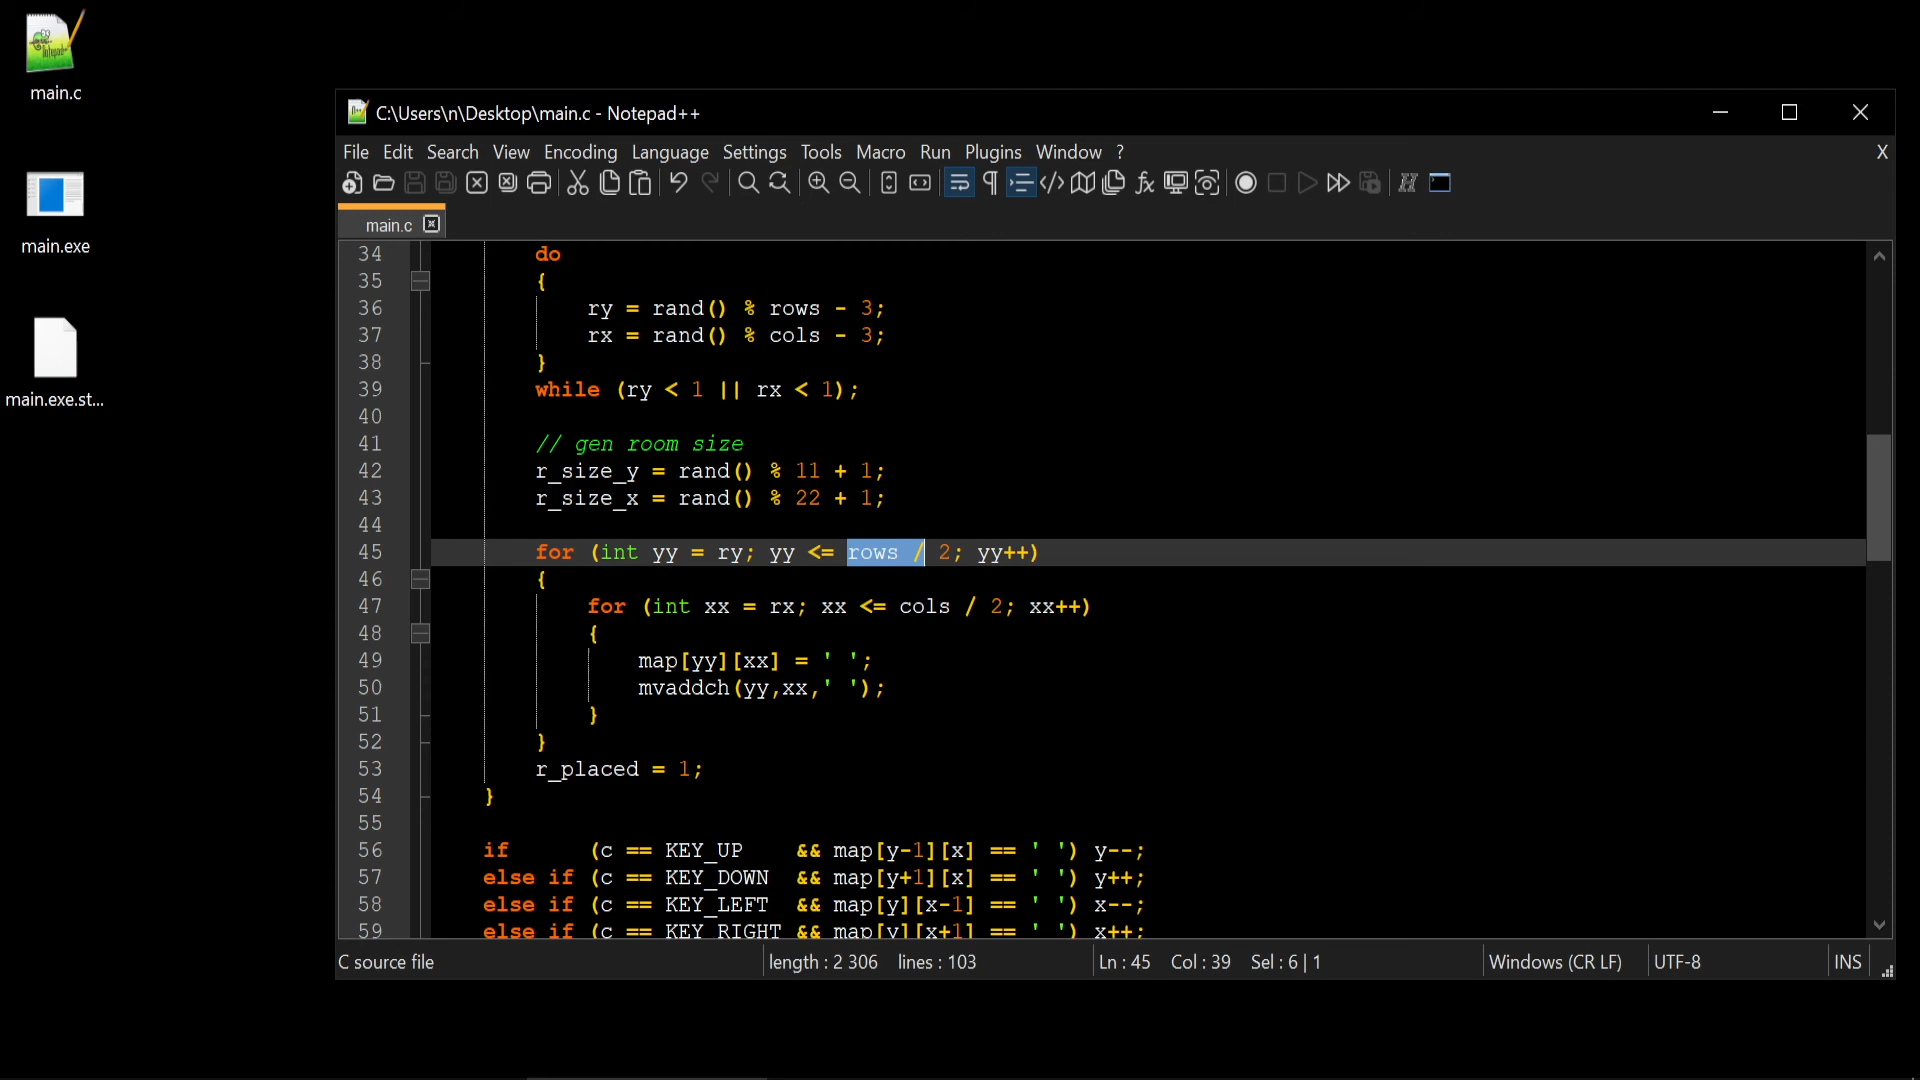 main.c
main.exe
main.exe.st...
C:\Users\n\Desktop\main.c - Notepad++
File Edit Search View Encoding Language Settings Tools Macro Run Plugins Window ? X
main.c
34 do
35 {
36 ry = rand() % rows - 3;
37 rx = rand() % cols - 3;
38 }
39 while (ry < 1 || rx < 1);
40
41 // gen room size
42 r_size_y = rand() % 11 + 1;
43 r_size_x = rand() % 22 + 1;
44
45 for (int yy = ry; yy <= rows / 2; yy++)
46 {
47 for (int xx = rx; xx <= cols / 2; xx++)
48 {
49 map[yy][xx] = ' ';
50 mvaddch(yy,xx,' ');
51 }
52 }
53 r_placed = 1;
54 }
55
56 if (c == KEY_UP && map[y-1][x] == ' ') y--;
57 else if (c == KEY_DOWN && map[y+1][x] == ' ') y++;
58 else if (c == KEY_LEFT && map[y][x-1] == ' ') x--;
59 else if (c == KEY_RIGHT && map[y][x+1] == ' ') x++;
C source file length : 2 306 lines : 103 Ln : 45 Col : 39 Sel : 6 | 1 Windows (CR LF) UTF-8 INS